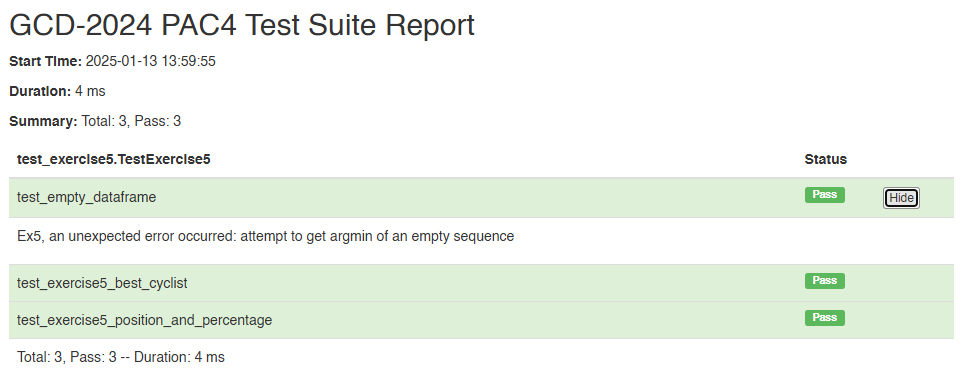 GCD-2024 PAC4 Test Suite Report
Start Time: 2025-01-13 13:59:55
Duration: 4 ms
Summary: Total: 3, Pass: 3
test_exercise5.TestExercise5 Status
test_empty_dataframe Pass Hide
Ex5, an unexpected error occurred: attempt to get argmin of an empty sequence
test_exercise5_best_cyclist Pass
test_exercise5_position_and_percentage Pass
Total: 3, Pass: 3 -- Duration: 4 ms